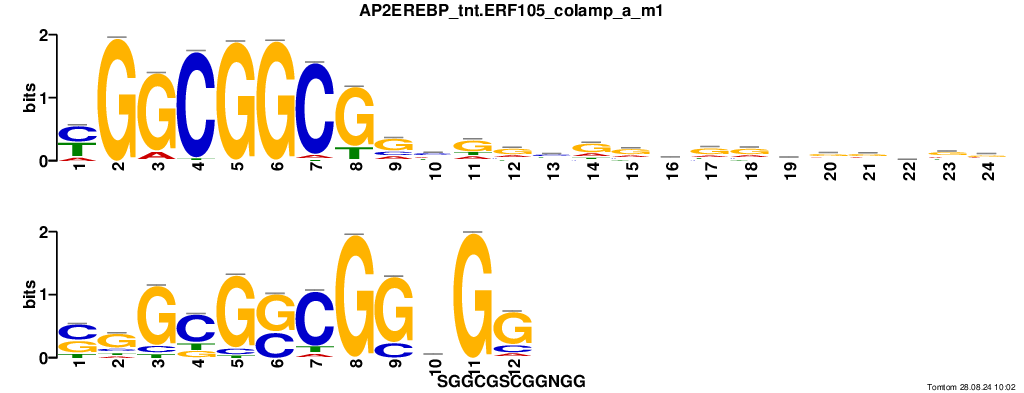 AP2EREBP_tnt.ERF105_colamp_a_m1
2
1
0
bits
C T A G G A C G G C A G T G C A G T A G A C G A G A G A G A G G G G G
1 2 3 4 5 6 7 8 9 10 11 12 13 14 15 16 17 18 19 20 21 22 23 24
2
1
0
bits
C G T G C G C T C T G G C T G C C T A G G C G G C A
1 2 3 4 5 6 7 8 9 10 11 12
SGGCGSCGGNGG
Tomtom 28.08.24 10:02